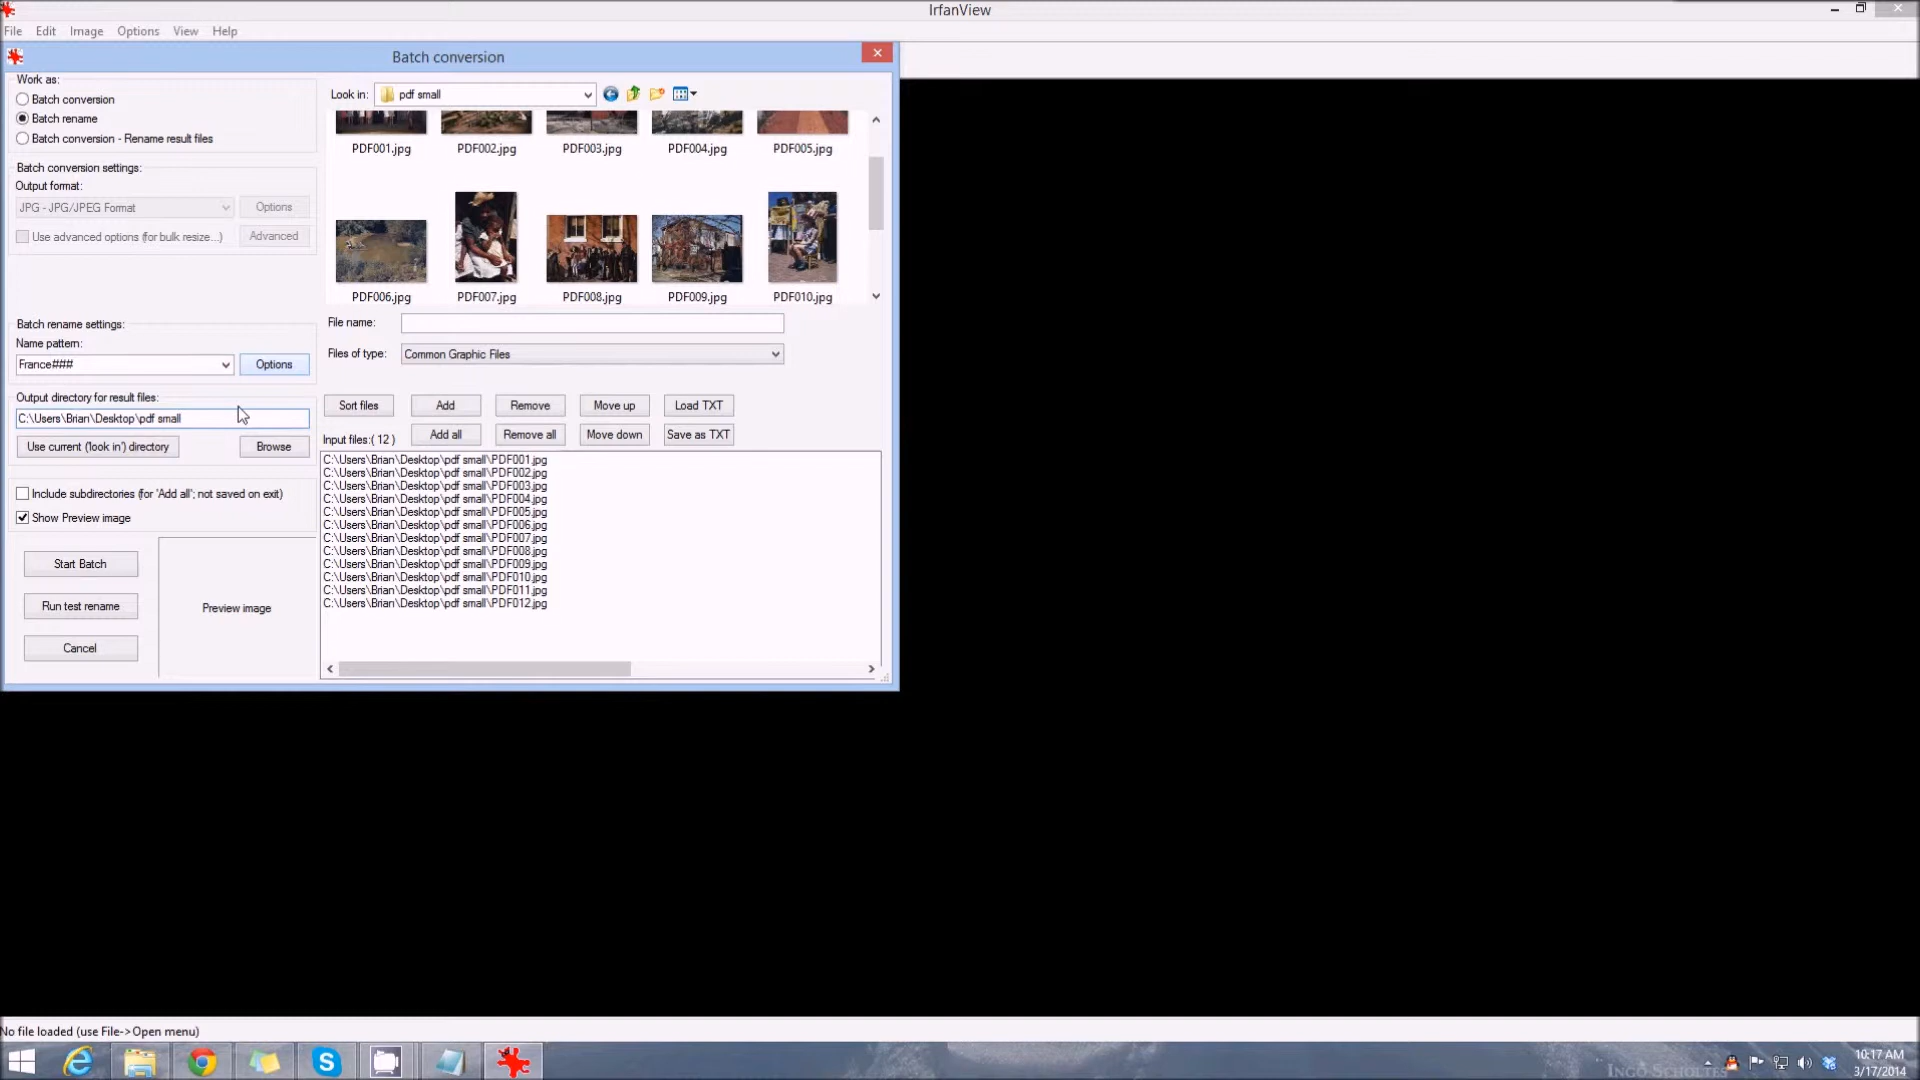 IrfanView
File Edit Image Options View Help
Batch conversion
Work as:
Batch conversion
Batch rename
Batch conversion - Rename result files
Batch conversion settings:
Output format:
JPG - JPG/JPEG Format Options
Use advanced options (for bulk resize...) Advanced
Batch rename settings:
Name pattern:
France### Options
Output directory for result files:
C:\Users\Brian\Desktop\pdf small
Use current ('look in') directory Browse
Include subdirectories (for 'Add all'; not saved on exit)
Show Preview image
Start Batch
Run test rename
Cancel
Preview image
Look in: pdf small
PDF001.jpg PDF002.jpg PDF003.jpg PDF004.jpg PDF005.jpg
PDF006.jpg PDF007.jpg PDF008.jpg PDF009.jpg PDF010.jpg
File name:
Files of type: Common Graphic Files
Sort files Add Remove Move up Load TXT
Input files:( 12 ) Add all Remove all Move down Save as TXT
C:\Users\Brian\Desktop\pdf small\PDF001.jpg
C:\Users\Brian\Desktop\pdf small\PDF002.jpg
C:\Users\Brian\Desktop\pdf small\PDF003.jpg
C:\Users\Brian\Desktop\pdf small\PDF004.jpg
C:\Users\Brian\Desktop\pdf small\PDF005.jpg
C:\Users\Brian\Desktop\pdf small\PDF006.jpg
C:\Users\Brian\Desktop\pdf small\PDF007.jpg
C:\Users\Brian\Desktop\pdf small\PDF008.jpg
C:\Users\Brian\Desktop\pdf small\PDF009.jpg
C:\Users\Brian\Desktop\pdf small\PDF010.jpg
C:\Users\Brian\Desktop\pdf small\PDF011.jpg
C:\Users\Brian\Desktop\pdf small\PDF012.jpg
No file loaded (use File->Open menu)
INGO SCHOLTES
10:17 AM
3/17/2014